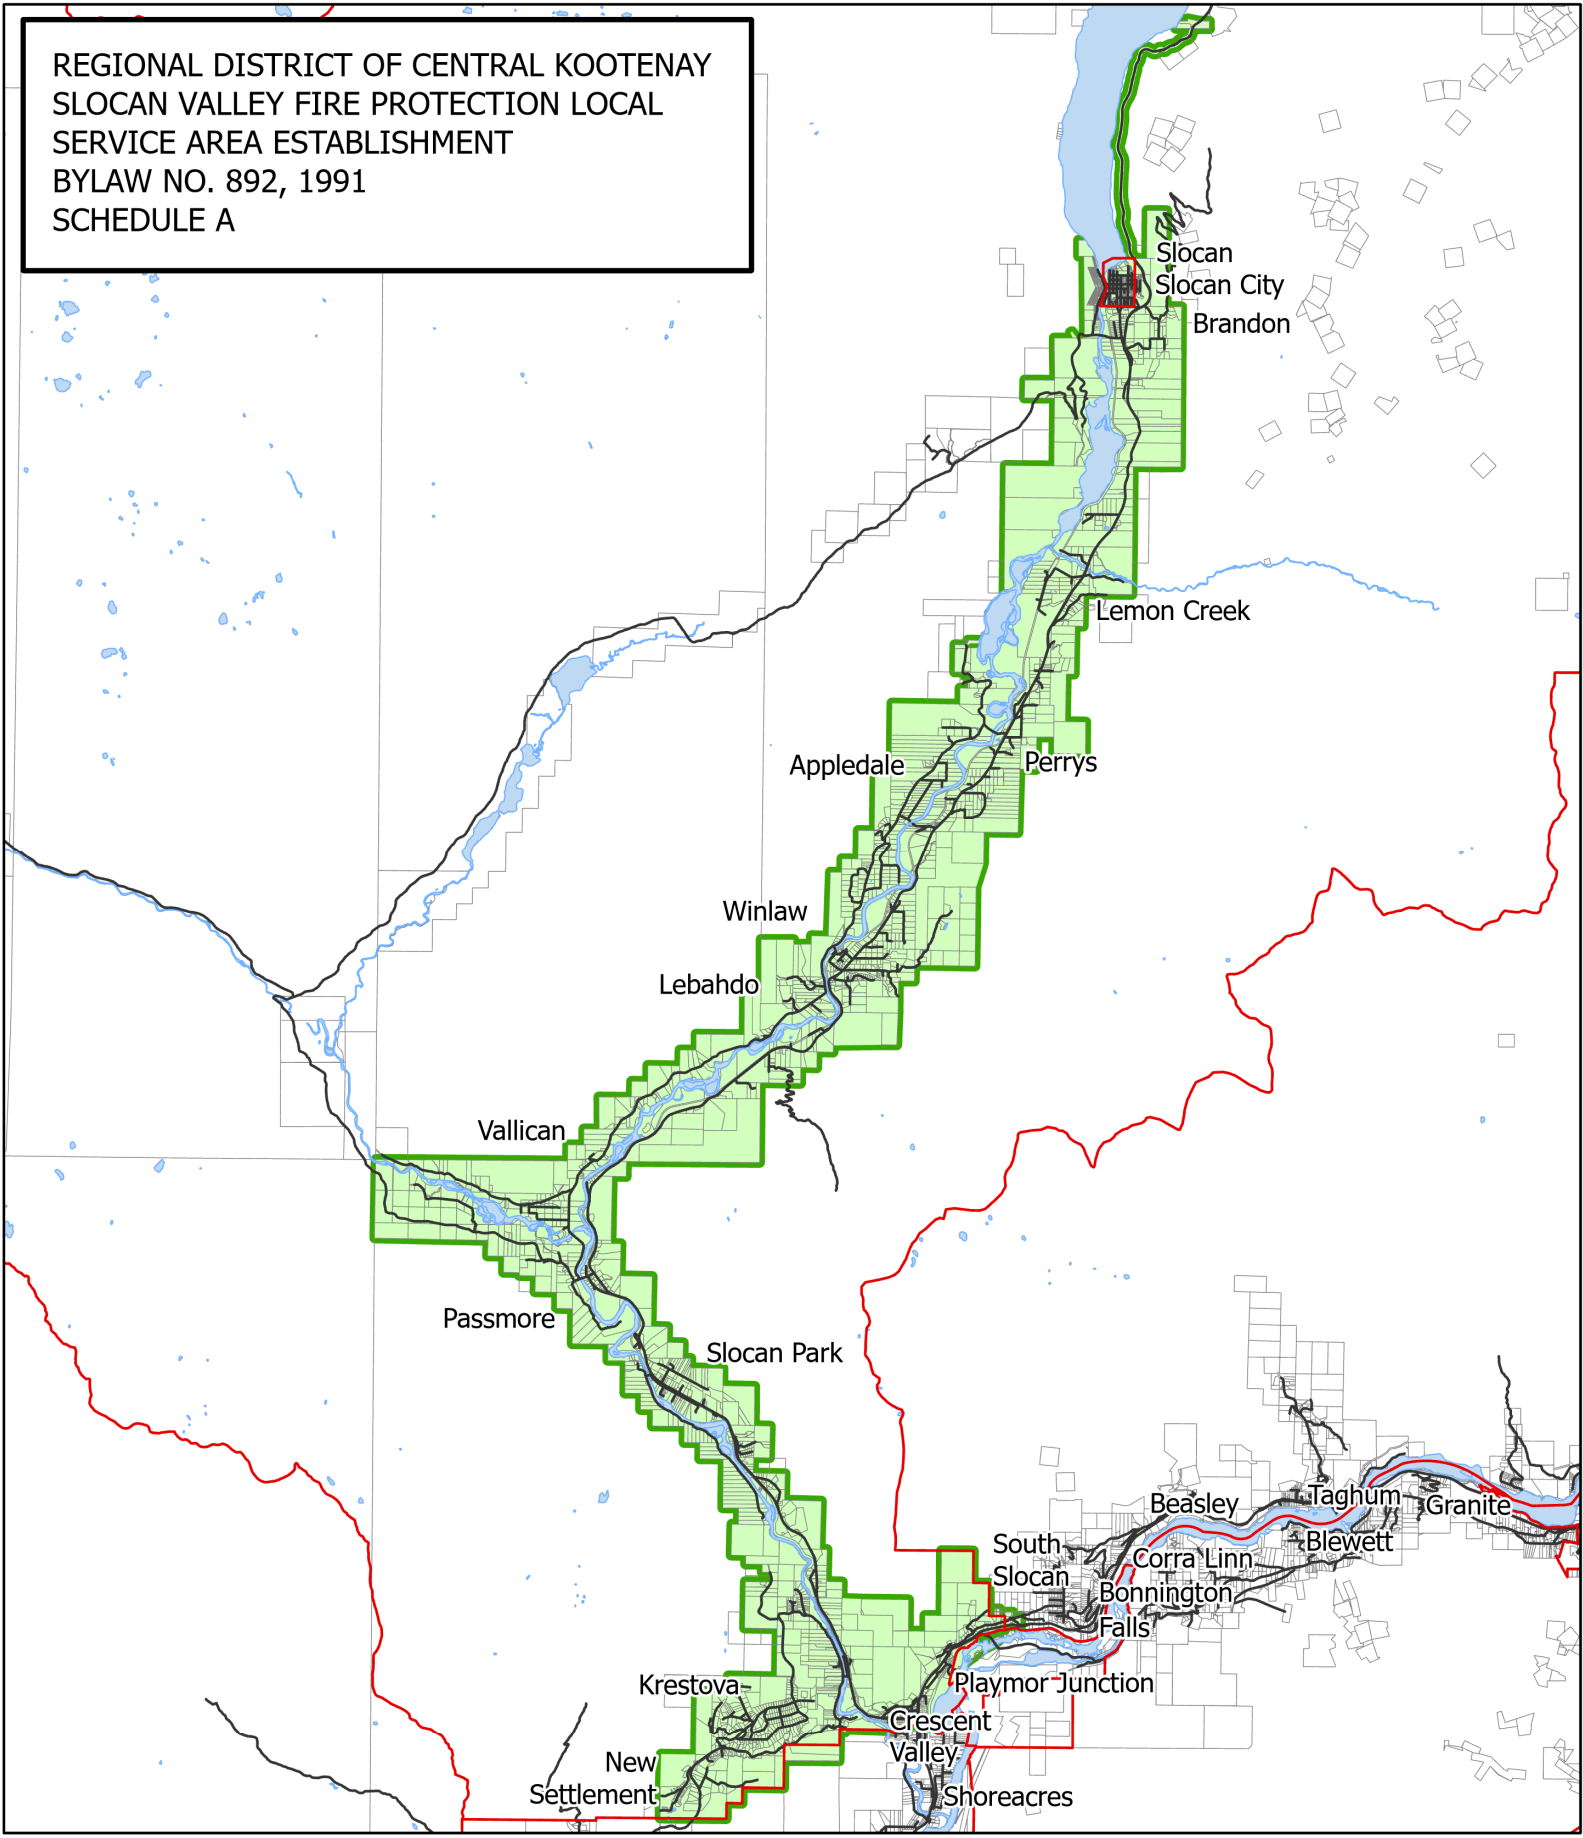 REGIONAL DISTRICT OF CENTRAL KOOTENAY
SLOCAN VALLEY FIRE PROTECTION LOCAL
SERVICE AREA ESTABLISHMENT
BYLAW NO. 892, 1991
SCHEDULE A
Slocan
Slocan City
Brandon
Lemon Creek
Appledale
Perrys
Winlaw
Lebahdo
Vallican
Passmore
Slocan Park
Beasley
Taghum
Granite
South
Slocan
Corra Linn
Blewett
Bonnington
Falls
Krestova
Playmor Junction
Crescent
Valley
New
Settlement
Shoreacres